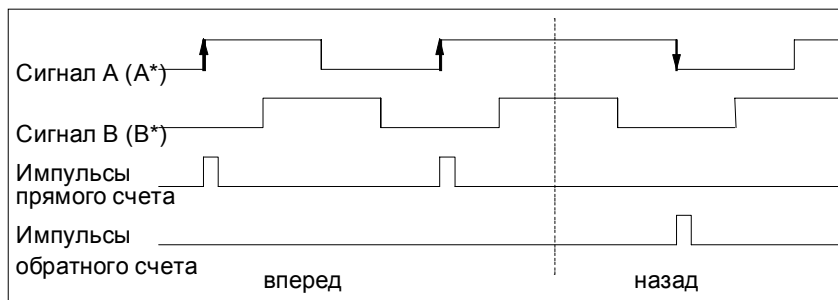 Сигнал A (A*)
Сигнал B (B*)
Импульсы
прямого счета
Импульсы
обратного счета
вперед
назад